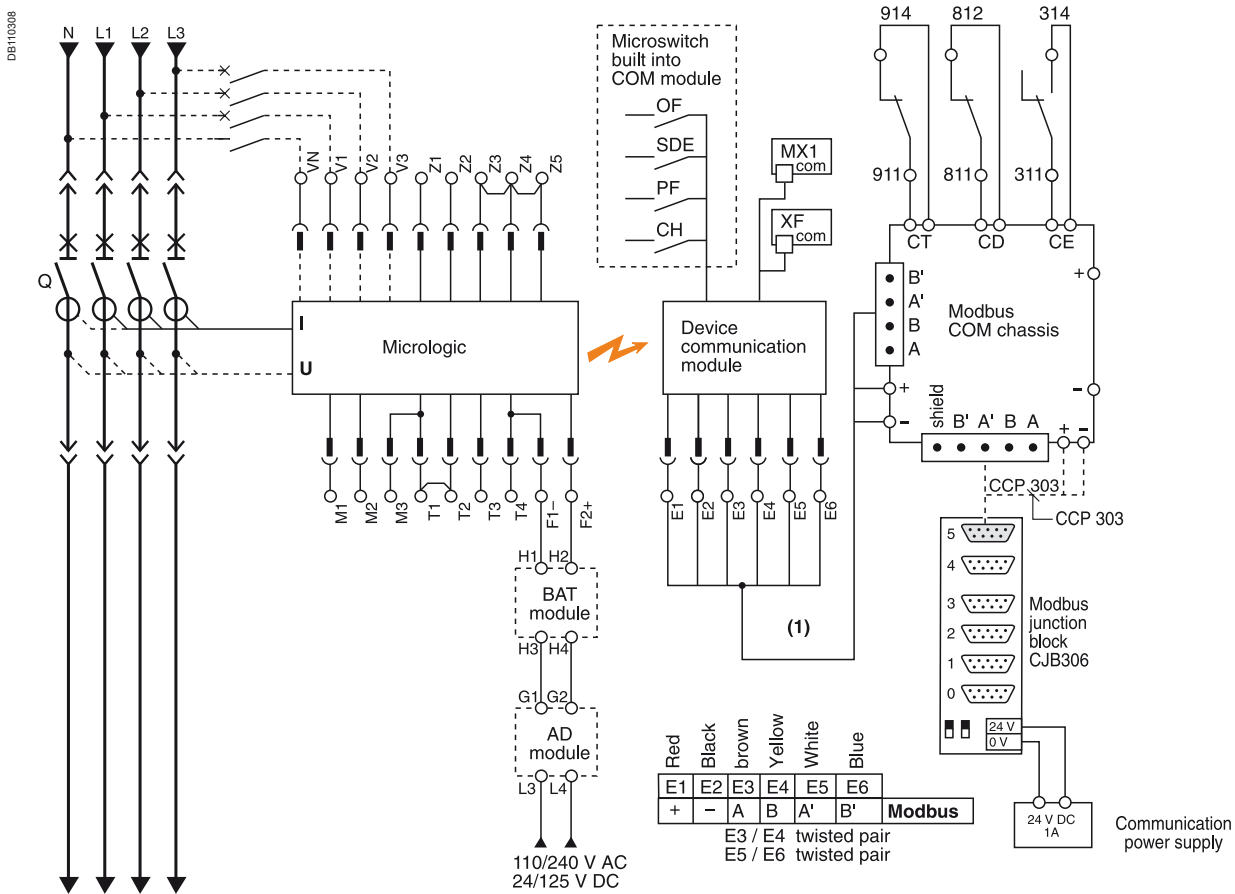 DB110308
N L1 L2 L3
VN V1 V2 V3 Z1 Z2 Z3 Z4 Z5
Q
I
U
Micrologic
M1 M2 M3 T1 T2 T3 T4 F1– F2+
H1 H2
BAT
module
H3 H4
G1 G2
AD
module
L3 L4
110/240 V AC
24/125 V DC
Microswitch
built into
COM module
OF
SDE
PF
CH
MX1
com
XF
com
Device
communication
module
E1 E2 E3 E4 E5 E6
(1)
914 812 314
911 811 311
CT CD CE
B'
A'
B
A
+
–
Modbus
COM chassis
+
–
shield B' A' B A + –
CCP 303
CCP 303
5
4
3
2
1
0
Modbus
junction
block
CJB306
24 V
0 V
24 V DC
1A
Communication
power supply
Red Black brown Yellow White Blue
E1 E2 E3 E4 E5 E6
+ – A B A' B' Modbus
E3 / E4 twisted pair
E5 / E6 twisted pair